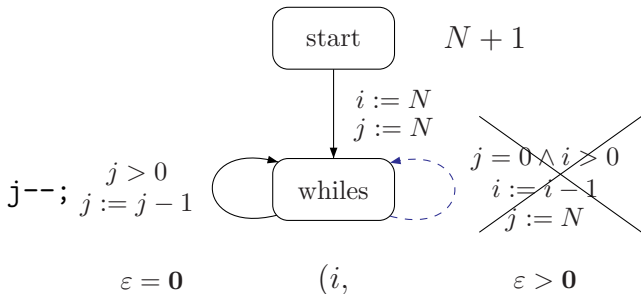 start
N + 1
i := N
j := N
j = 0 ∧ i > 0
i := i − 1
j := N
whiles
j--;
j > 0
j := j − 1
ε = 0
(i,
ε > 0